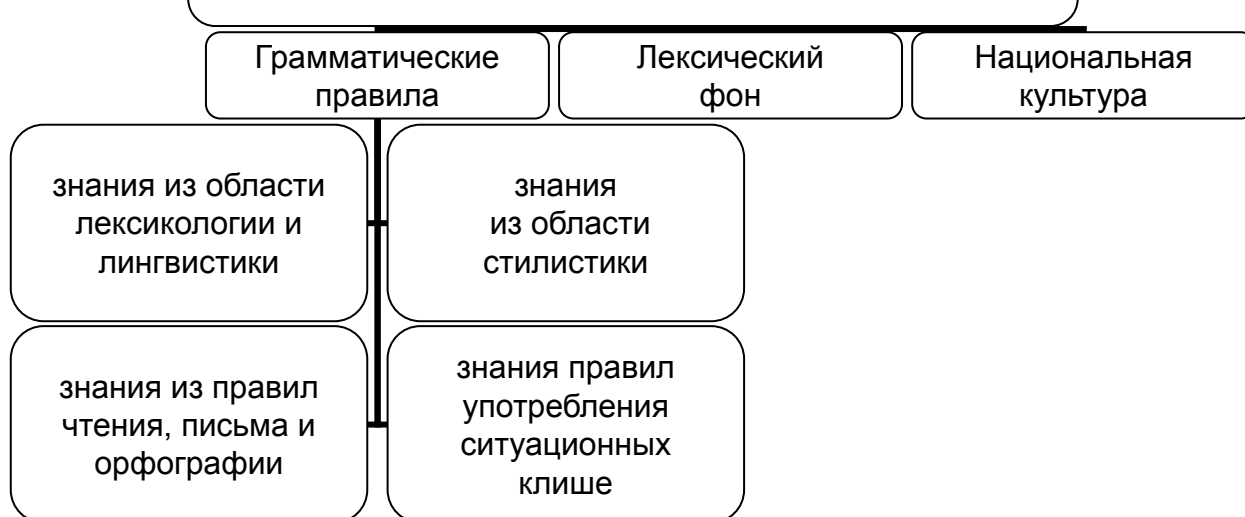 Грамматические
правила
Лексический
фон
Национальная
культура
знания из области
лексикологии и
лингвистики
знания
из области
стилистики
знания из правил
чтения, письма и
орфографии
знания правил
употребления
ситуационных
клише